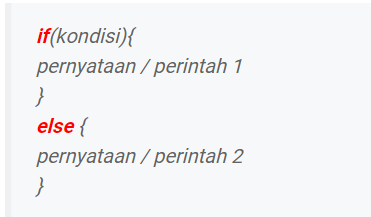 if(kondisi){
pernyataan / perintah 1
}
else {
pernyataan / perintah 2
}